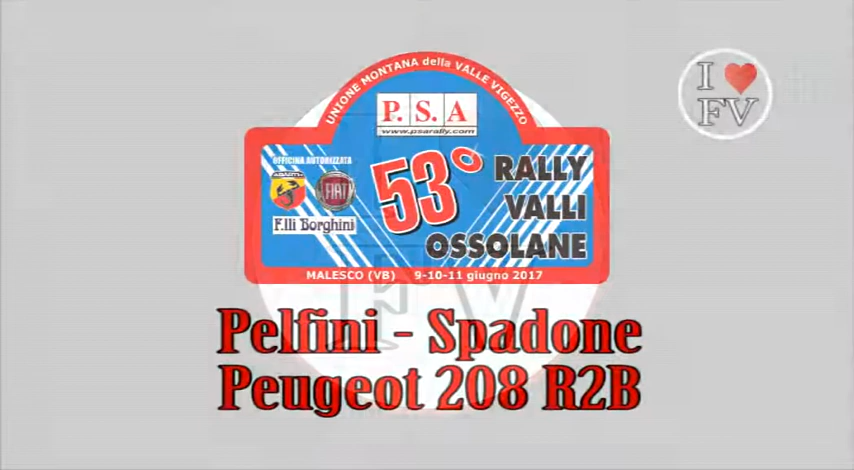 UNIONE MONTANA della VALLE VIGEZZO
P.S.A
www.psarally.com
I
FV
OFFICINA AUTORIZZATA
ABARTH
FIAT
F.lli Borghini
53° RALLY
VALLI
OSSOLANE
MALESCO (VB) 9-10-11 giugno 2017
FV
Pelfini - Spadone
Peugeot 208 R2B